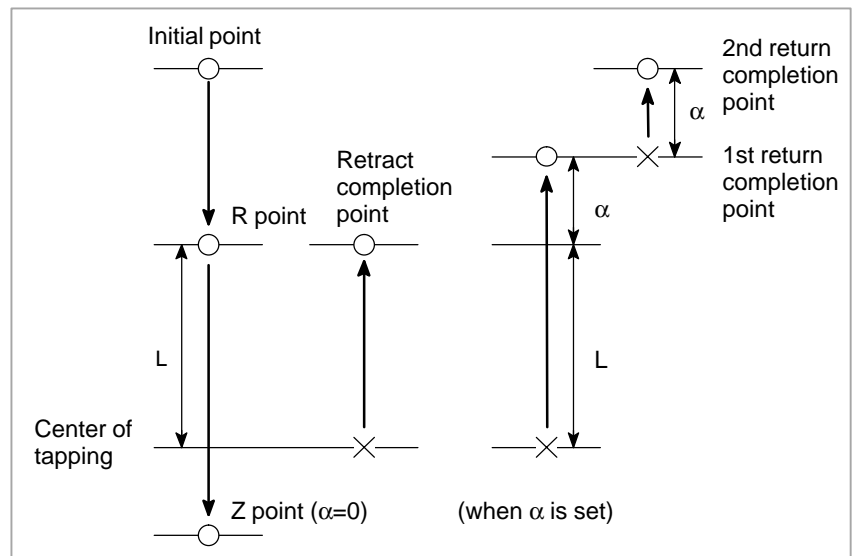 Initial point
2nd return
completion
point
α
Retract
completion
point
1st return
completion
point
α
R point
L
L
Center of
tapping
Z point (α=0)
(when α is set)